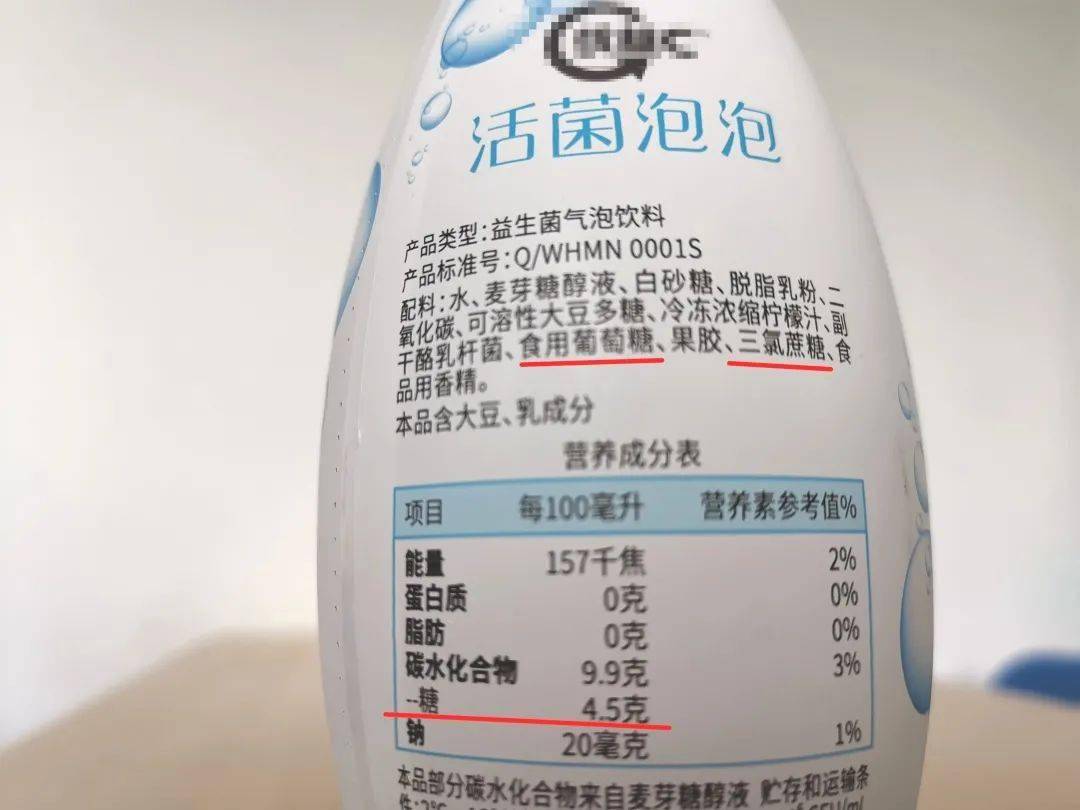 活菌泡泡
产品类型:益生菌气泡饮料
产品标准号:Q/WHMN 0001S
配料:水、麦芽糖醇液、白砂糖、脱脂乳粉、二
氧化碳、可溶性大豆多糖、冷冻浓缩柠檬汁、副
干酪乳杆菌、食用葡萄糖、果胶、三氯蔗糖、食
品用香精。
本品含大豆、乳成分
营养成分表
项目 每100毫升 营养素参考值%
能量 157千焦 2%
蛋白质 0克 0%
脂肪 0克 0%
碳水化合物 9.9克 3%
--糖 4.5克
钠 20毫克 1%
本品部分碳水化合物来自麦芽糖醇液 贮存和运输条
件:2℃